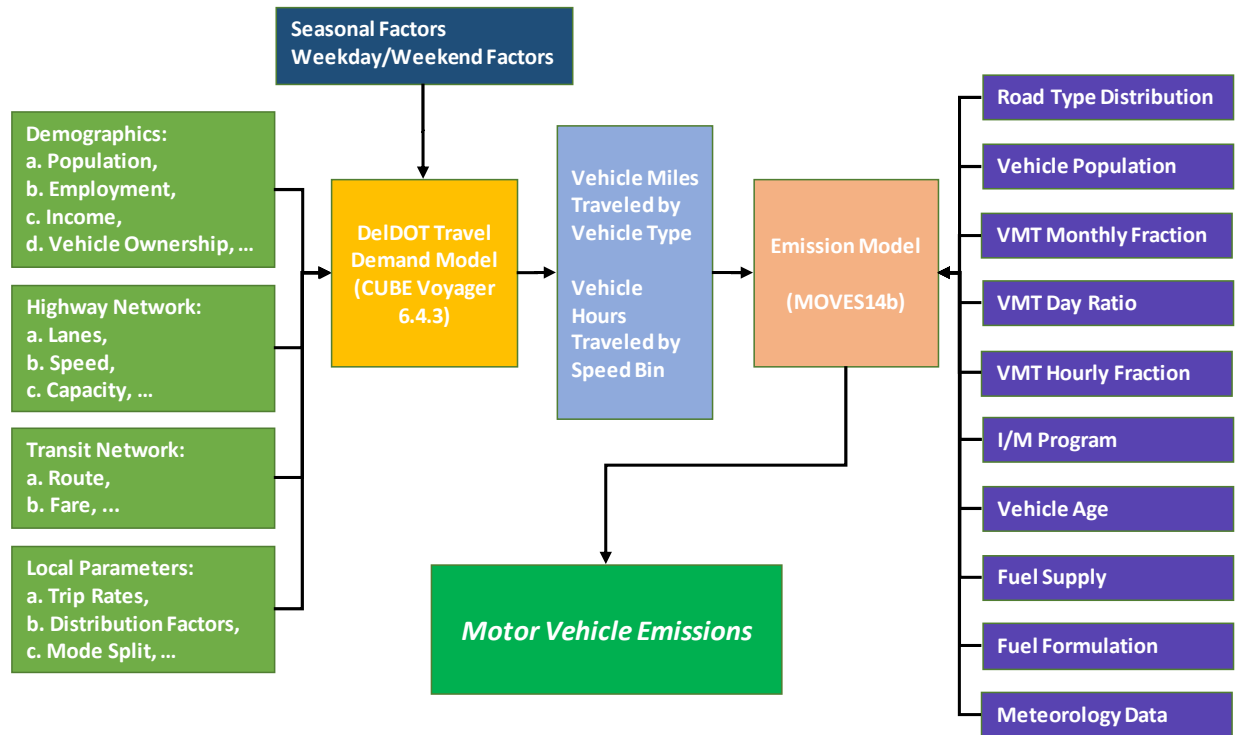 Seasonal Factors
Weekday/Weekend Factors
Demographics:
a. Population,
b. Employment,
c. Income,
d. Vehicle Ownership, ...
Highway Network:
a. Lanes,
b. Speed,
c. Capacity, ...
Transit Network:
a. Route,
b. Fare, ...
Local Parameters:
a. Trip Rates,
b. Distribution Factors,
c. Mode Split, ...
DelDOT Travel
Demand Model
(CUBE Voyager
6.4.3)
Vehicle Miles
Traveled by
Vehicle Type
Vehicle
Hours
Traveled by
Speed Bin
Emission Model
(MOVES14b)
Motor Vehicle Emissions
Road Type Distribution
Vehicle Population
VMT Monthly Fraction
VMT Day Ratio
VMT Hourly Fraction
I/M Program
Vehicle Age
Fuel Supply
Fuel Formulation
Meteorology Data